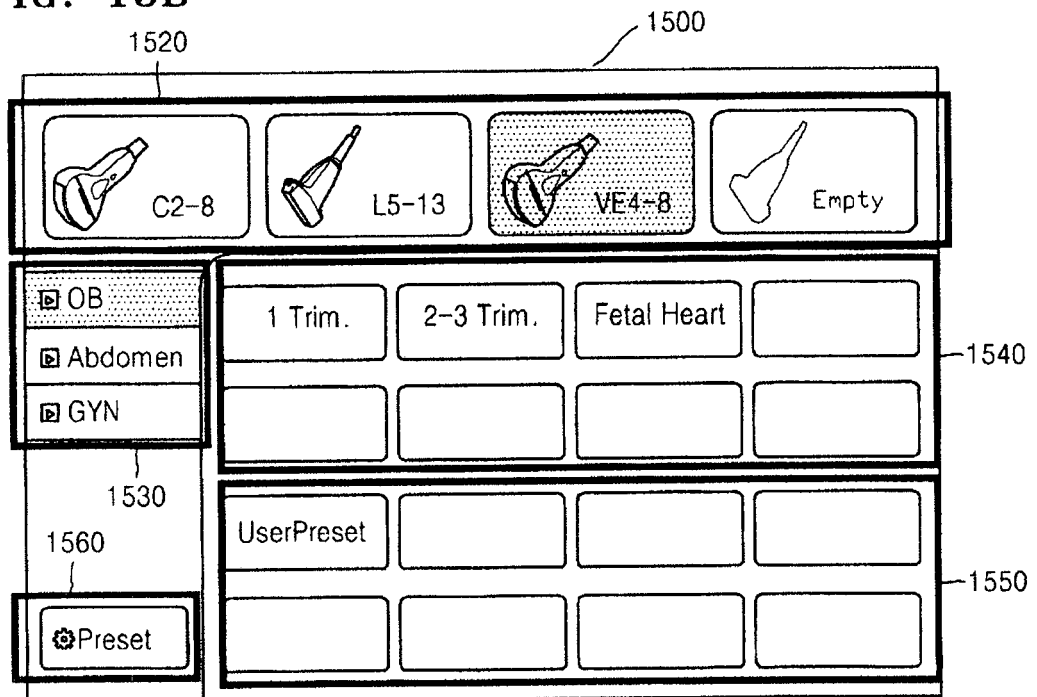 1500
1520
C2-8
L5-13
VE4-8
Empty
OB
1 Trim.
2-3 Trim.
Fetal Heart
1540
Abdomen
GYN
1530
UserPreset
1560
1550
Preset